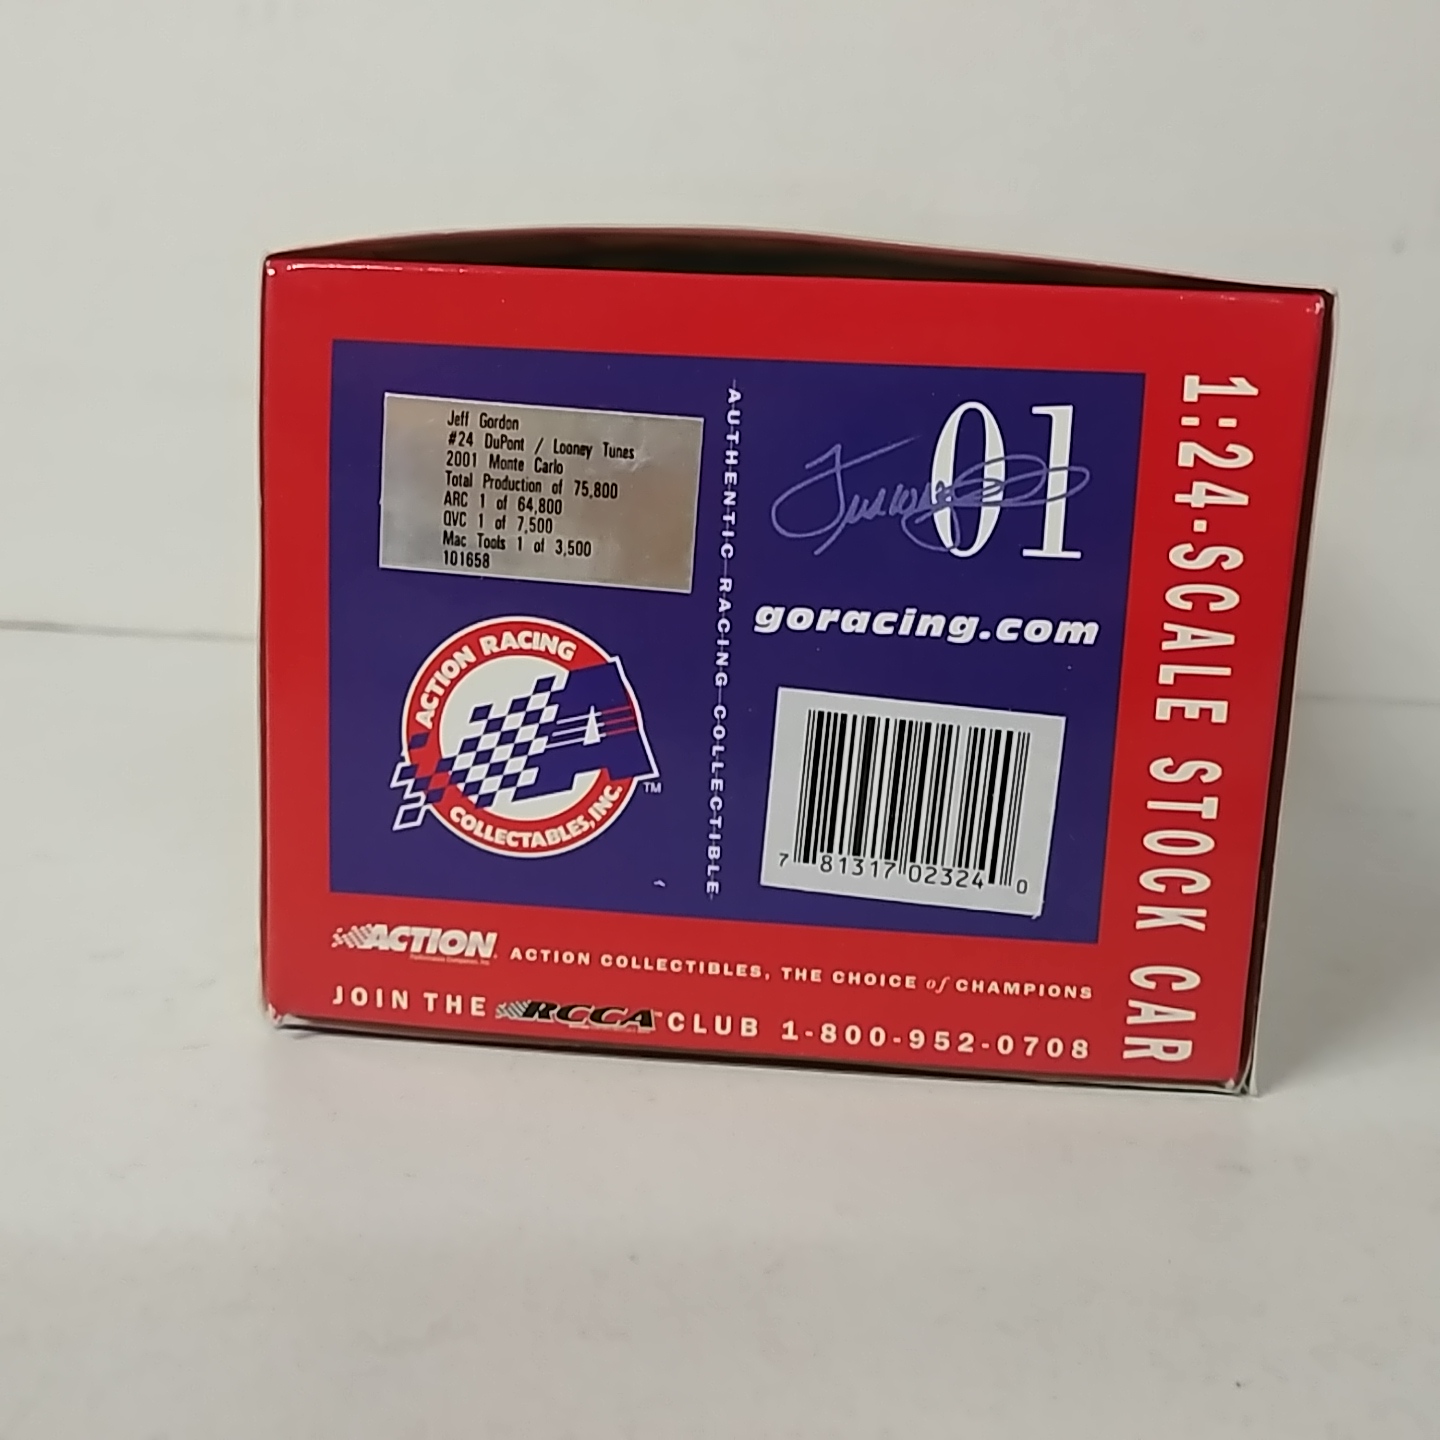 Jeff Gordon
#24 DuPont / Looney Tunes
2001 Monte Carlo
Total Production of 75,800
ARC 1 of 64,800
QVC 1 of 7,500
Mac Tools 1 of 3,500
101658
ACTION RACING
COLLECTABLES, INC.
TM
AUTHENTIC RACING COLLECTIBLE
01
goracing.com
7 81317 02324 0
1:24-SCALE STOCK CAR
ACTION
ACTION COLLECTIBLES, THE CHOICE of CHAMPIONS
JOIN THE RCCA CLUB 1-800-952-0708